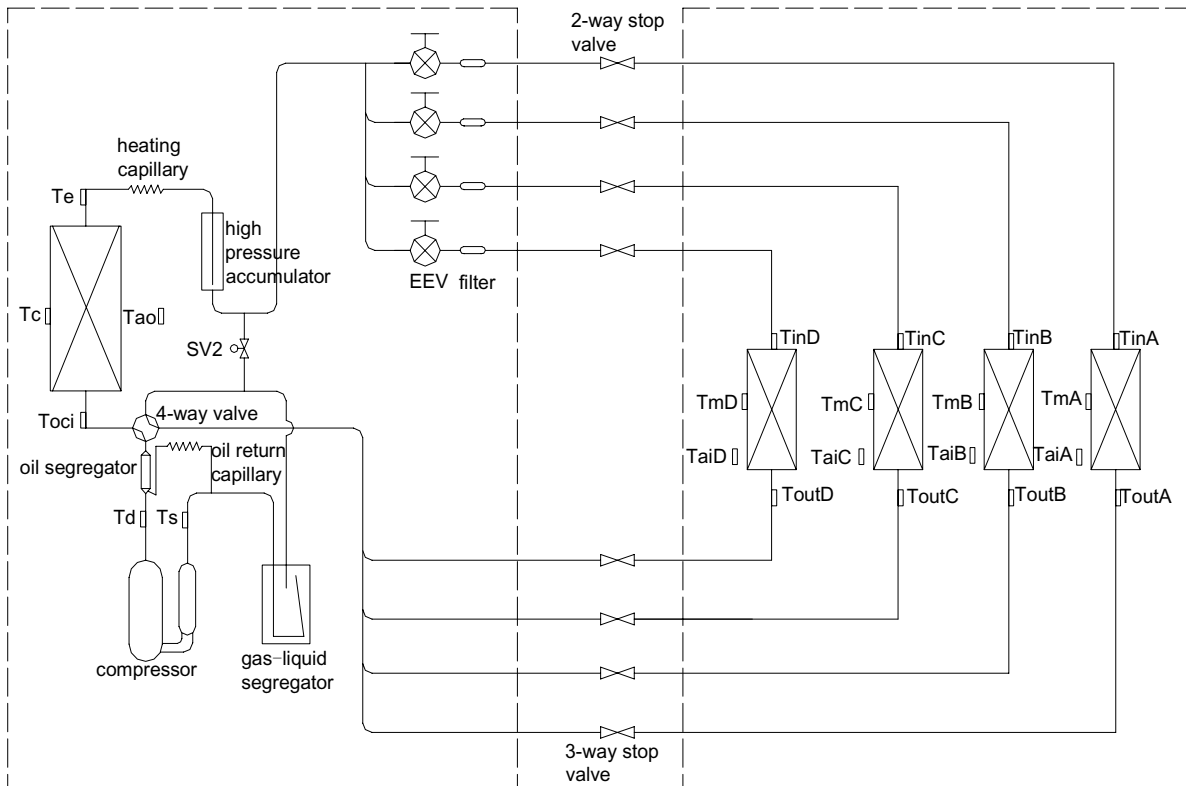 2-way stop
valve
heating
capillary
Te
high
pressure
accumulator
EEV
filter
Tc
Tao
SV2
TinD
TinC
TinB
TinA
TmD
TmC
TmB
TmA
Toci
4-way valve
oil segregator
oil return
capillary
TaiD
TaiC
TaiB
TaiA
ToutD
ToutC
ToutB
ToutA
Td
Ts
compressor
gas-liquid
segregator
3-way stop
valve